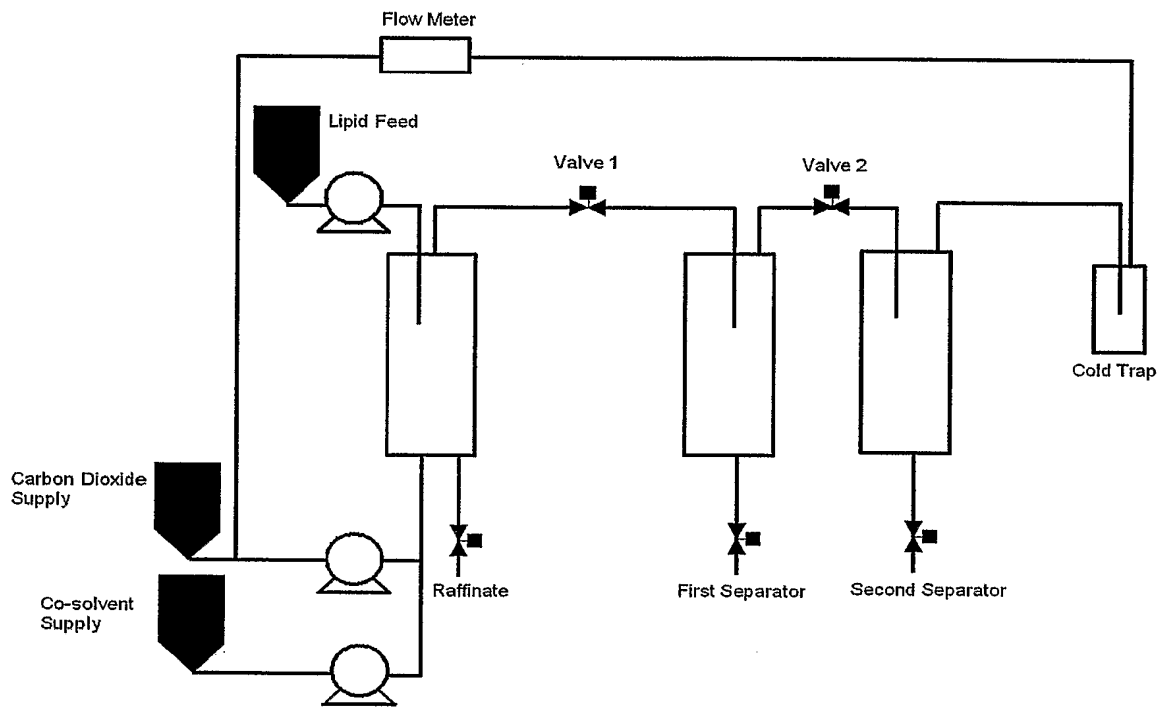 Flow Meter
Lipid Feed
Valve 1
Valve 2
Cold Trap
Carbon Dioxide
Supply
Raffinate
First Separator
Second Separator
Co-solvent
Supply